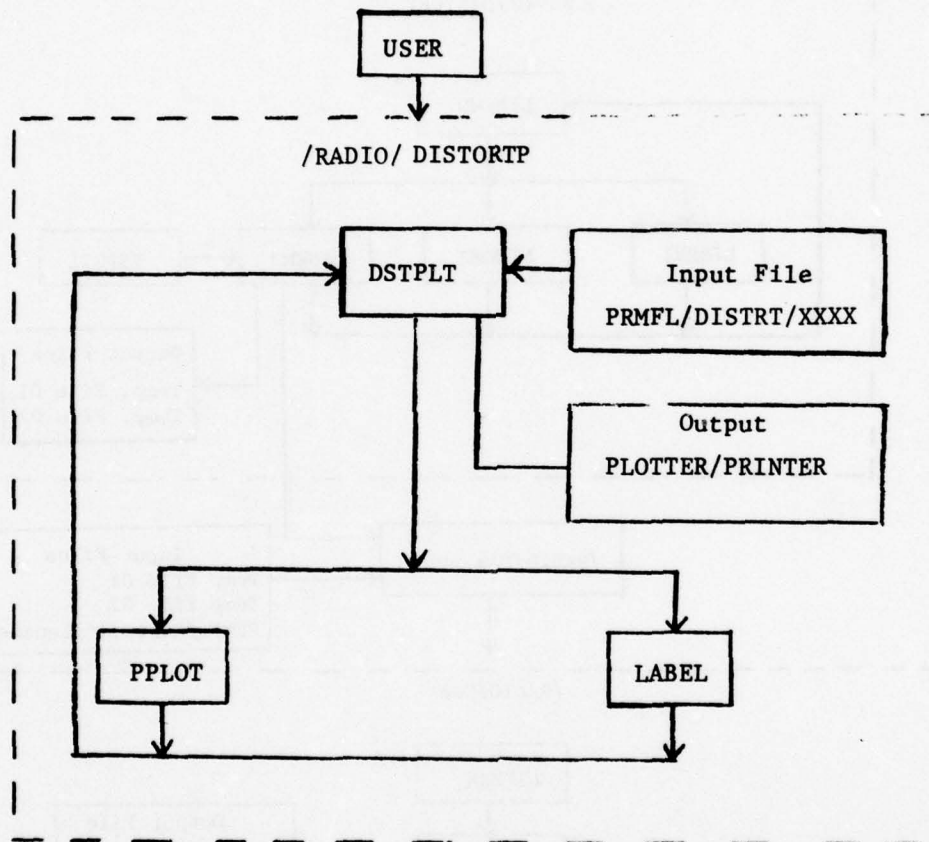 USER
/RADIO/ DISTORTP
DSTPLT
Input File
PRMFL/DISTRT/XXXX
Output
PLOTTER/PRINTER
PPLOT
LABEL